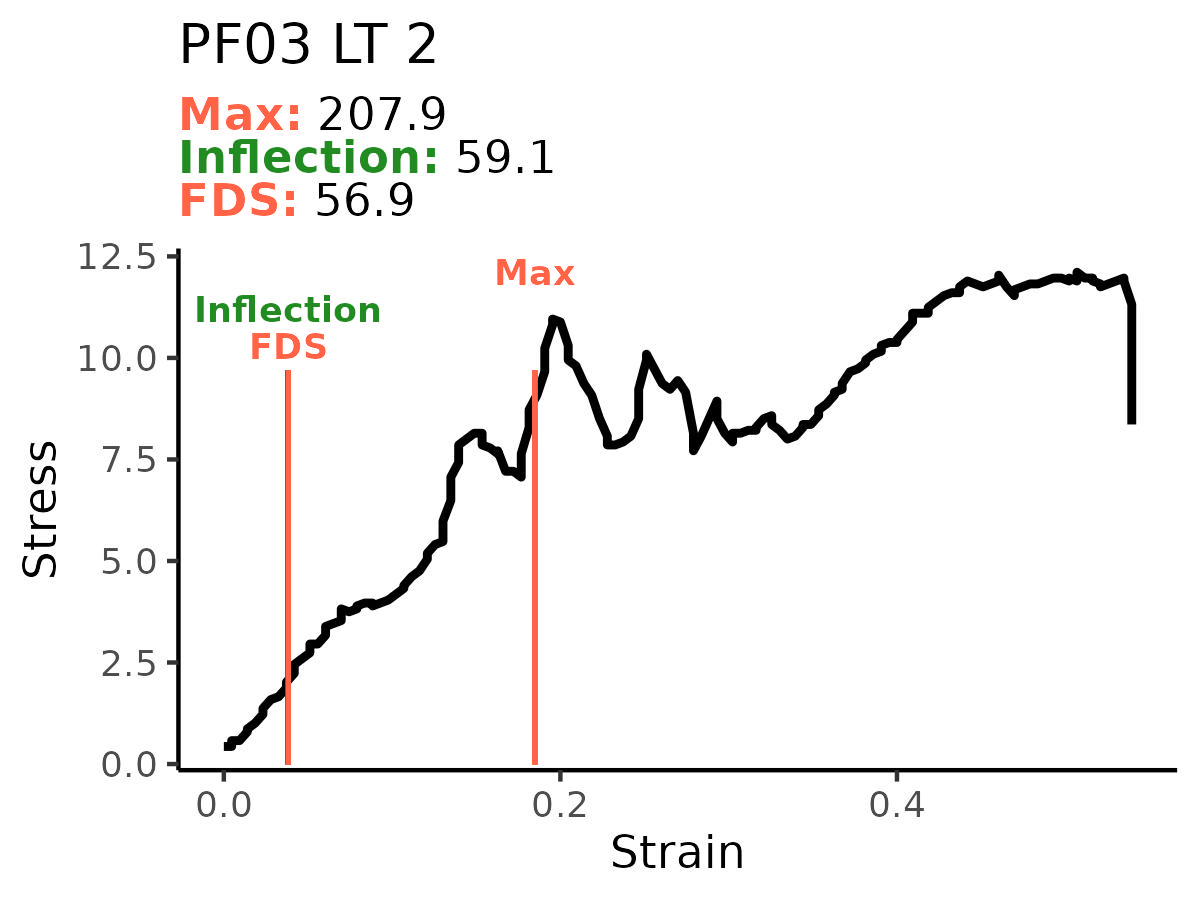 PF03 LT 2
Max: 207.9
Inflection: 59.1
FDS: 56.9
12.5
10.0
7.5
5.0
2.5
0.0
Stress
Inflection
FDS
Max
0.0 0.2 0.4
Strain